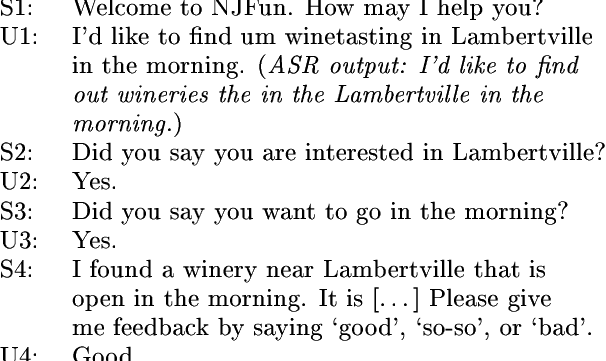 S1: Welcome to NJFun. How may I help you?
U1: I'd like to find um winetasting in Lambertville
in the morning. (ASR output: I'd like to find
out wineries the in the Lambertville in the
morning.)
S2: Did you say you are interested in Lambertville?
U2: Yes.
S3: Did you say you want to go in the morning?
U3: Yes.
S4: I found a winery near Lambertville that is
open in the morning. It is [...] Please give
me feedback by saying ‘good’, ‘so-so’, or ‘bad’.
U4: Good